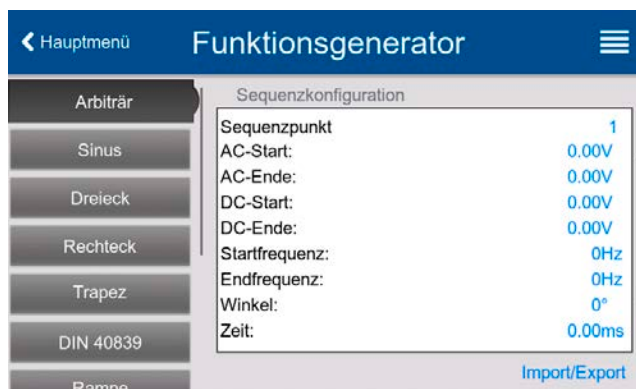 Hauptmenü
Funktionsgenerator
Arbiträr
Sinus
Dreieck
Rechteck
Trapez
DIN 40839
Rampe
Sequenzkonfiguration
Sequenzpunkt 1
AC-Start: 0.00V
AC-Ende: 0.00V
DC-Start: 0.00V
DC-Ende: 0.00V
Startfrequenz: 0Hz
Endfrequenz: 0Hz
Winkel: 0°
Zeit: 0.00ms
Import/Export